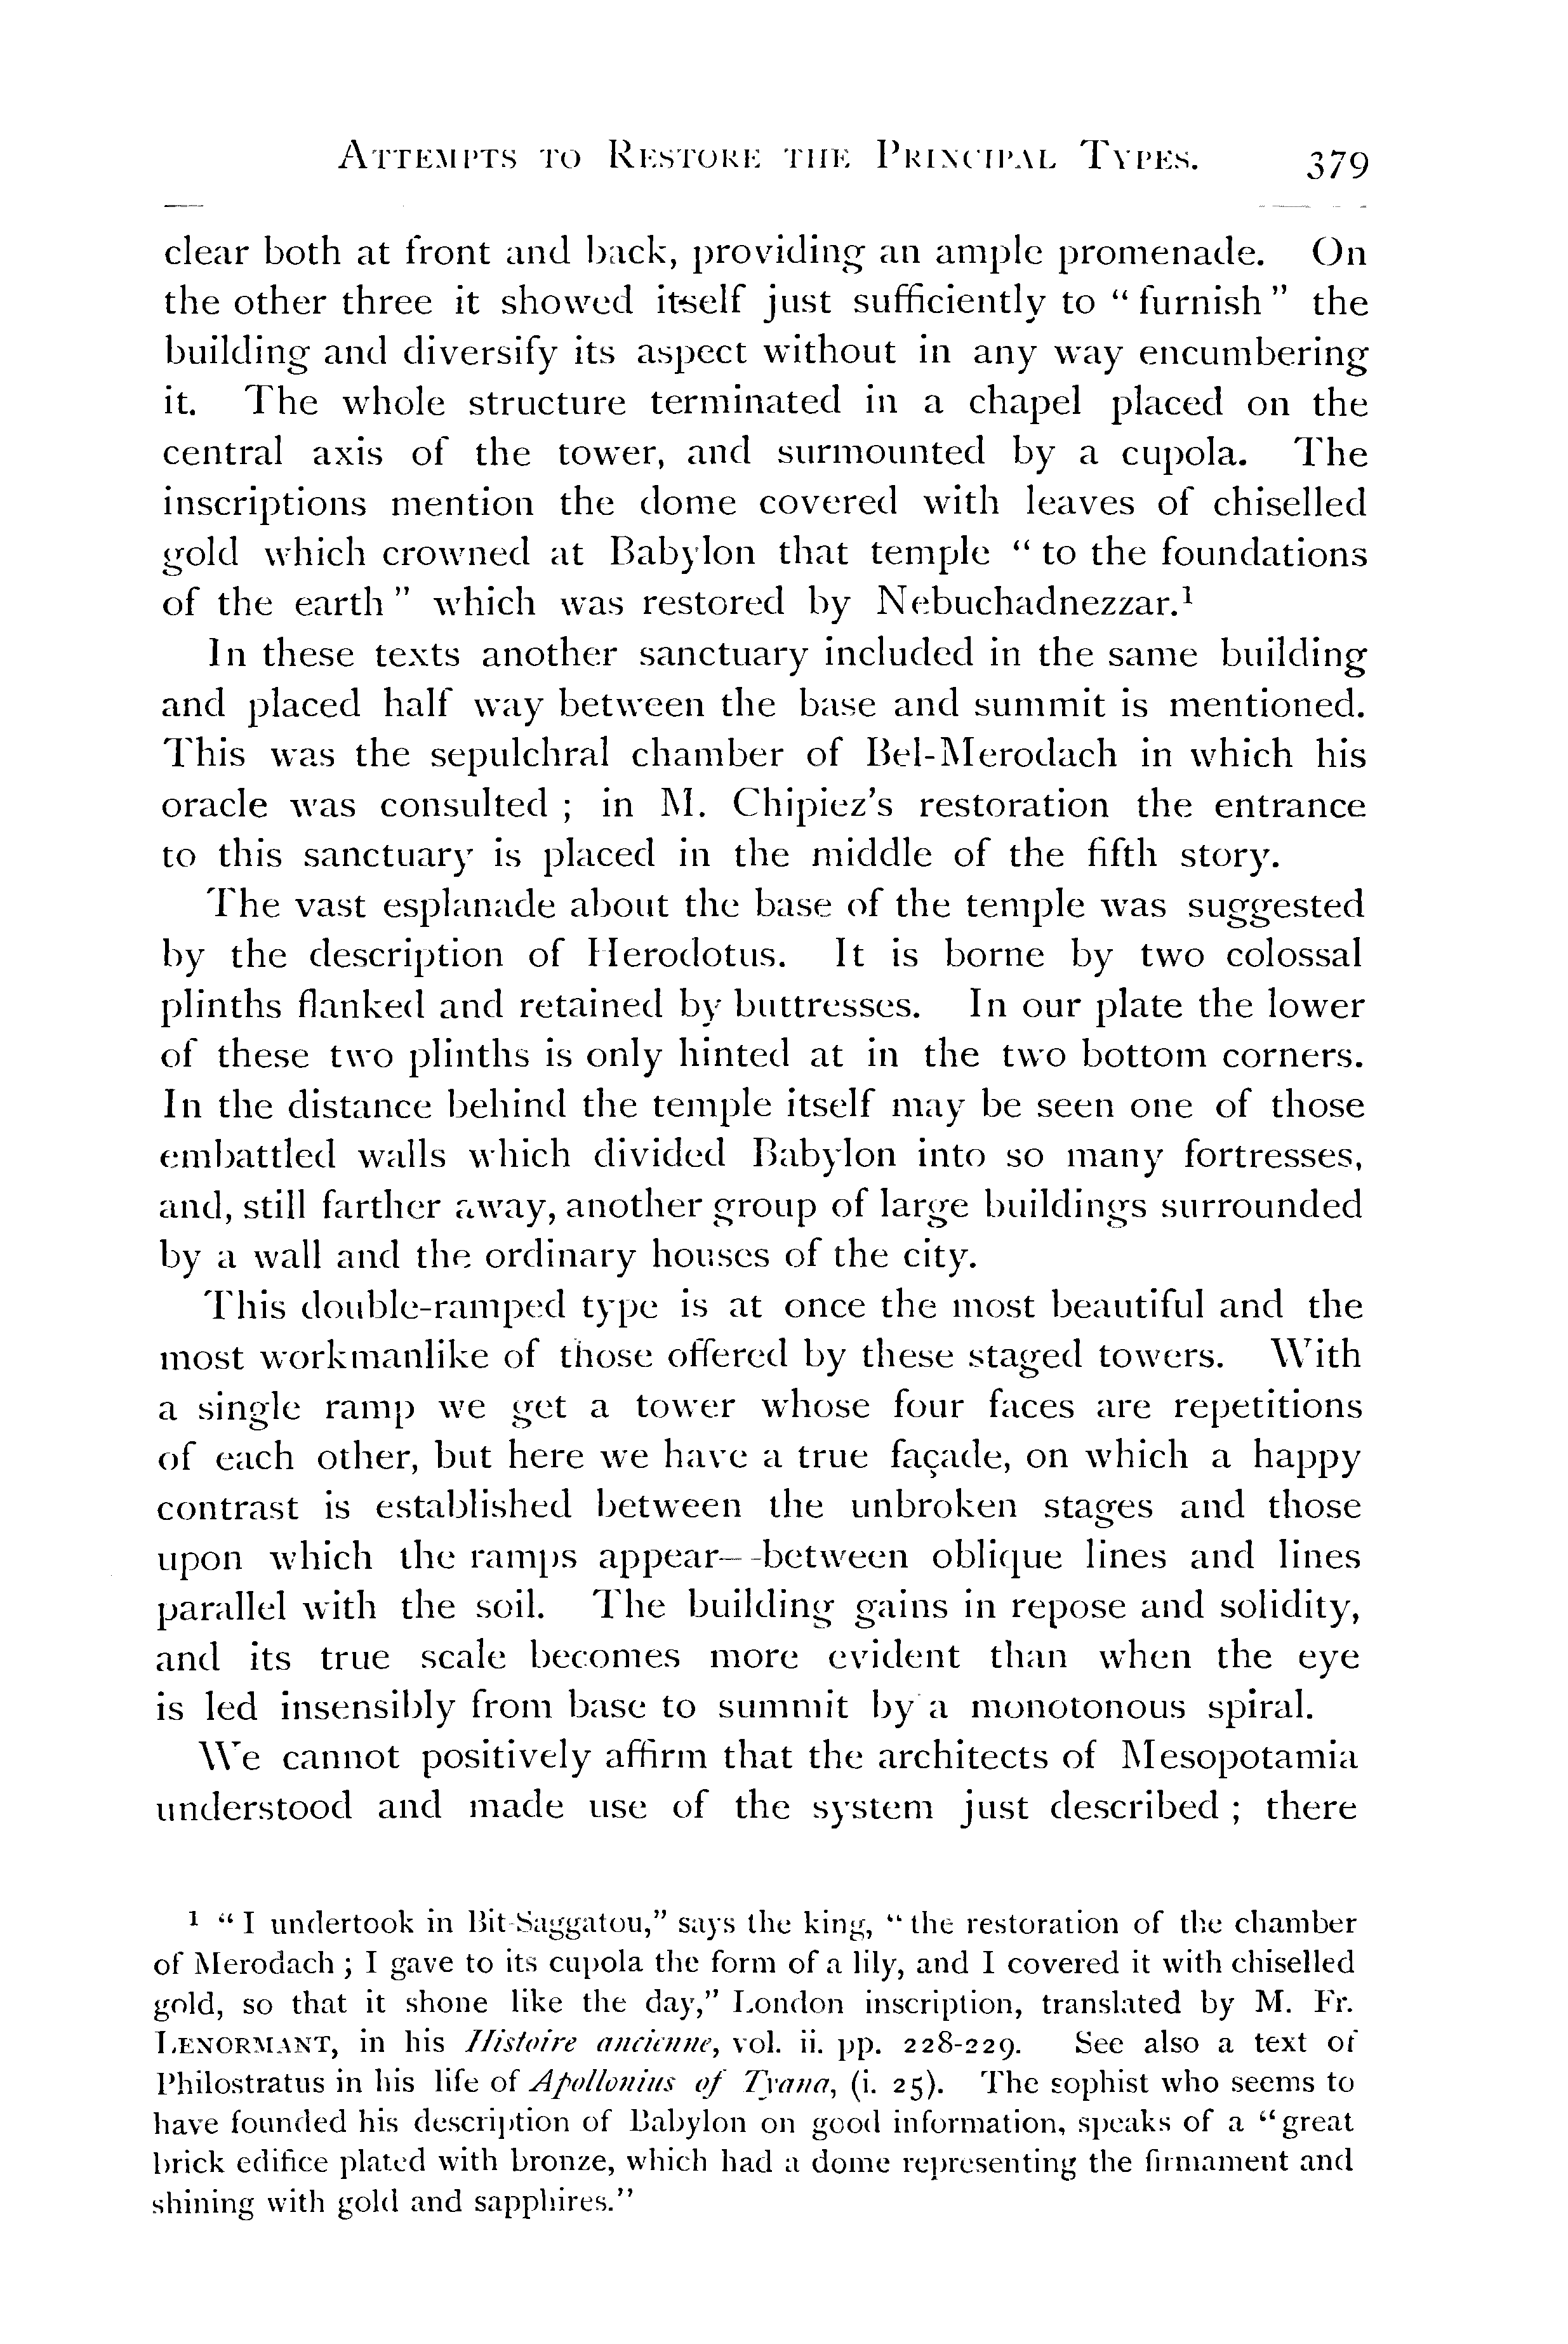 Attempts to Restore the Principal Types. 379
clear both at front and back, providing an ample promenade. On
the other three it showed itself just sufficiently to “furnish” the
building and diversify its aspect without in any way encumbering
it. The whole structure terminated in a chapel placed on the
central axis of the tower, and surmounted by a cupola. The
inscriptions mention the dome covered with leaves of chiselled
gold which crowned at Babylon that temple “to the foundations
of the earth” which was restored by Nebuchadnezzar.¹
In these texts another sanctuary included in the same building
and placed half way between the base and summit is mentioned.
This was the sepulchral chamber of Bel-Merodach in which his
oracle was consulted ; in M. Chipiez’s restoration the entrance
to this sanctuary is placed in the middle of the fifth story.
The vast esplanade about the base of the temple was suggested
by the description of Herodotus. It is borne by two colossal
plinths flanked and retained by buttresses. In our plate the lower
of these two plinths is only hinted at in the two bottom corners.
In the distance behind the temple itself may be seen one of those
embattled walls which divided Babylon into so many fortresses,
and, still farther away, another group of large buildings surrounded
by a wall and the ordinary houses of the city.
This double-ramped type is at once the most beautiful and the
most workmanlike of those offered by these staged towers. With
a single ramp we get a tower whose four faces are repetitions
of each other, but here we have a true façade, on which a happy
contrast is established between the unbroken stages and those
upon which the ramps appear—between oblique lines and lines
parallel with the soil. The building gains in repose and solidity,
and its true scale becomes more evident than when the eye
is led insensibly from base to summit by a monotonous spiral.
We cannot positively affirm that the architects of Mesopotamia
understood and made use of the system just described ; there
¹ “I undertook in Bit-Saggatou,” says the king, “the restoration of the chamber
of Merodach ; I gave to its cupola the form of a lily, and I covered it with chiselled
gold, so that it shone like the day,” London inscription, translated by M. Fr.
Lenormant, in his Histoire ancienne, vol. ii. pp. 228-229. See also a text of
Philostratus in his life of Apollonius of Tyana, (i. 25). The sophist who seems to
have founded his description of Babylon on good information, speaks of a “great
brick edifice plated with bronze, which had a dome representing the firmament and
shining with gold and sapphires.”